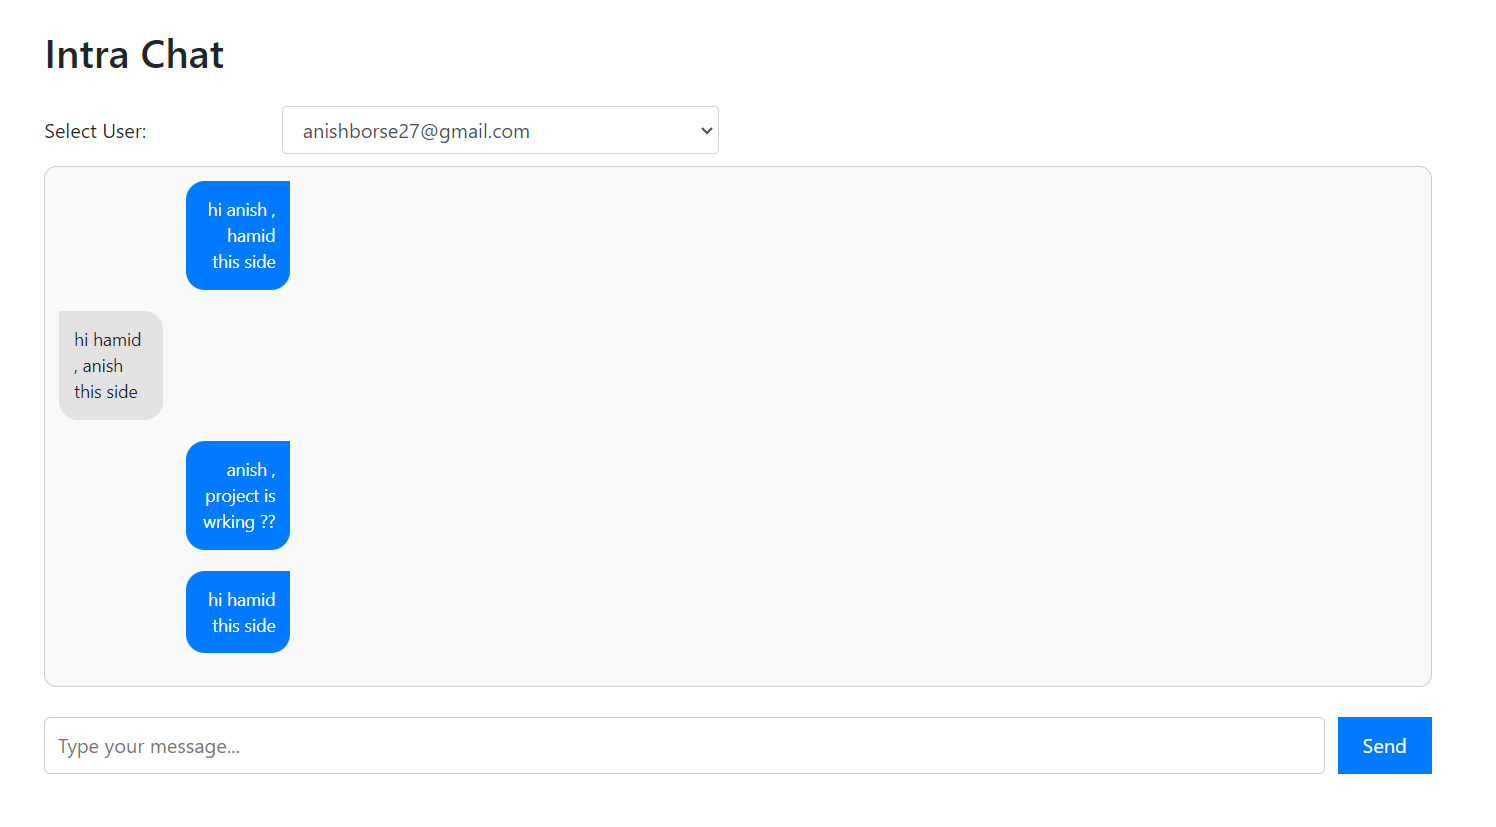 Intra Chat
Select User:
anishborse27@gmail.com
hi anish ,
hamid
this side
hi hamid
, anish
this side
anish ,
project is
wrking ??
hi hamid
this side
Type your message...
Send